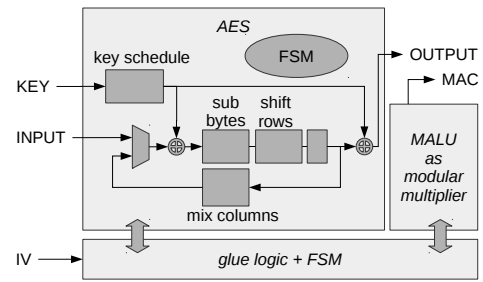 AES
key schedule
FSM
OUTPUT
KEY
MAC
sub
bytes
shift
rows
INPUT
MALU
as
modular
multiplier
mix columns
IV
glue logic + FSM